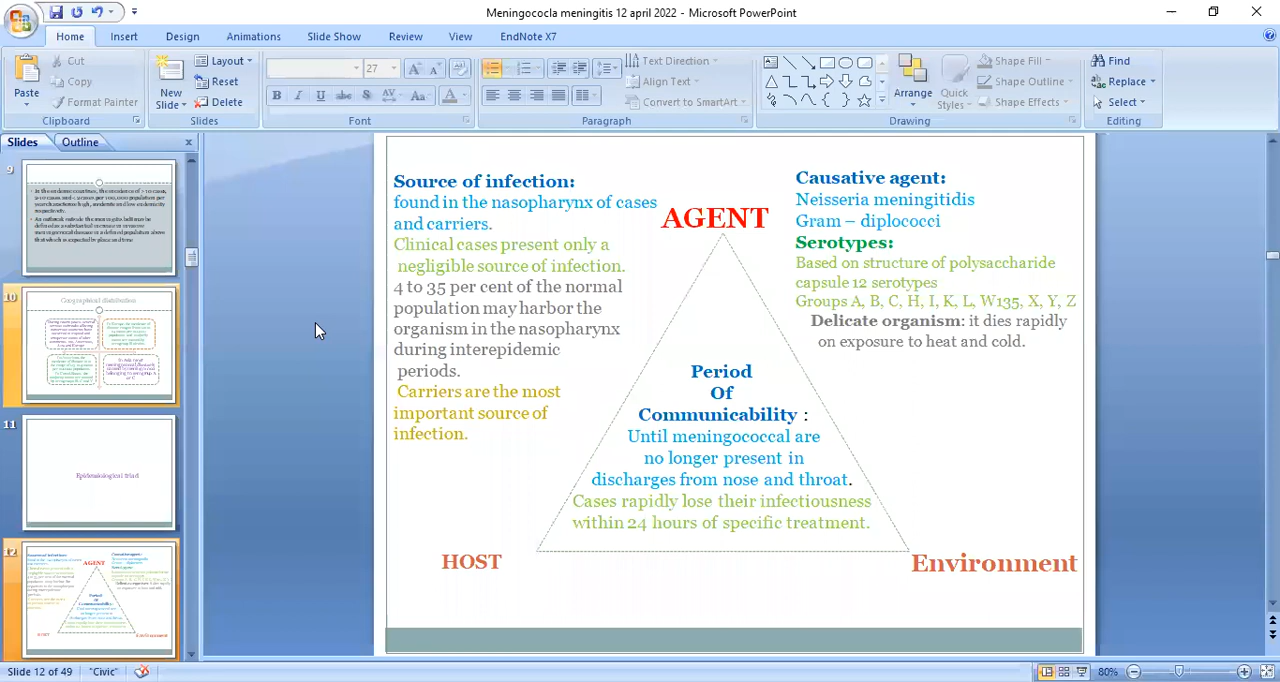 Meningococla meningitis 12 april 2022 - Microsoft PowerPoint
Home Insert Design Animations Slide Show Review View EndNote X7
Paste
Cut
Copy
Format Painter
Clipboard
New Slide
Layout
Reset
Delete
Slides
27
B I U abc S AV Aa A
Font
Text Direction
Align Text
Convert to SmartArt
Paragraph
Arrange
Quick Styles
Shape Fill
Shape Outline
Shape Effects
Drawing
Find
Replace
Select
Editing
Slides Outline
9
10
Geographical distribution
11
Epidemiological triad
12
Source of infection:
found in the nasopharynx of cases
and carriers.
Clinical cases present only a
negligible source of infection.
4 to 35 per cent of the normal
population may harbor the
organism in the nasopharynx
during interepidemic
periods.
Carriers are the most
important source of
infection.
AGENT
Causative agent:
Neisseria meningitidis
Gram – diplococci
Serotypes:
Based on structure of polysaccharide
capsule 12 serotypes
Groups A, B, C, H, I, K, L, W135, X, Y, Z
Delicate organism: it dies rapidly
on exposure to heat and cold.
Period
Of
Communicability :
Until meningococcal are
no longer present in
discharges from nose and throat.
Cases rapidly lose their infectiousness
within 24 hours of specific treatment.
HOST
Environment
Slide 12 of 49 "Civic" 80%